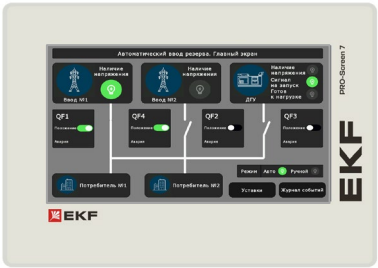 Автоматический ввод резерва. Главный экран
Наличие
напряжения
Ввод №1
Наличие
напряжения
Ввод №2
Наличие
напряжения
Сигнал
на запуск
Готов
к нагрузке
ДГУ
QF1
Положение
Авария
QF4
Положение
Авария
QF2
Положение
Авария
QF3
Положение
Авария
Режим Авто Ручной
Потребитель №1
Потребитель №2
Уставки
Журнал событий
EKF
PRO-Screen 7
EKF